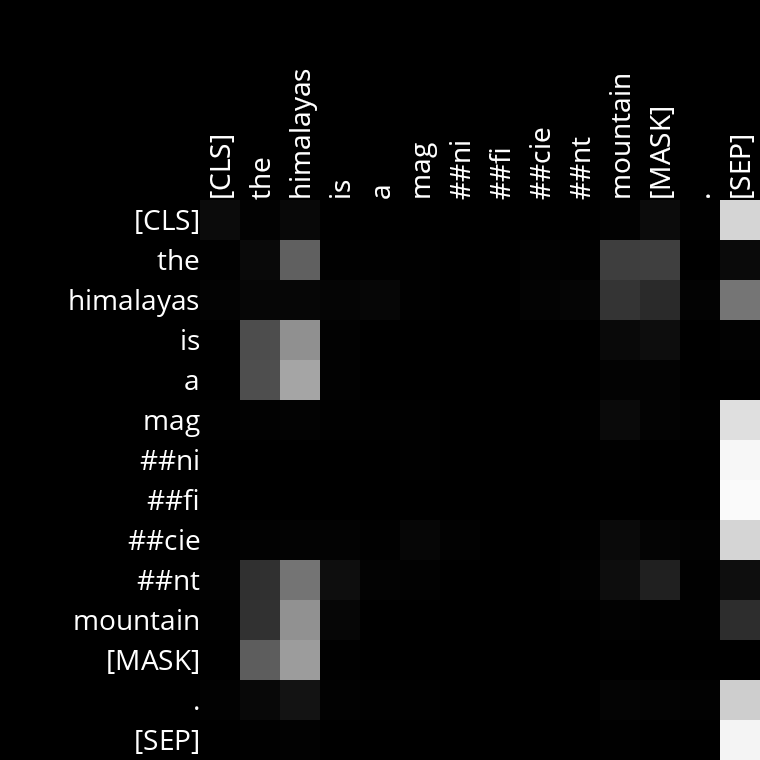 [CLS]
the
himalayas
is
a
mag
##ni
##fi
##cie
##nt
mountain
[MASK]
.
[SEP]
[CLS]
the
himalayas
is
a
mag
##ni
##fi
##cie
##nt
mountain
[MASK]
.
[SEP]